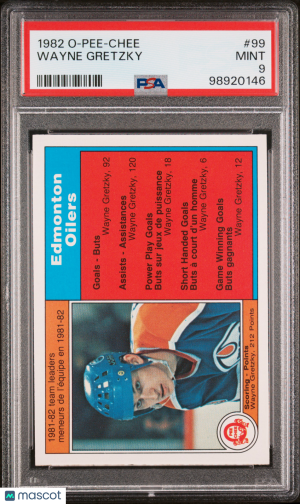 1982 O-PEE-CHEE #99
WAYNE GRETZKY MINT
9
PSA 98920146
Edmonton
Oilers
Goals - Buts
Wayne Gretzky, 92
Assists - Assistances
Wayne Gretzky, 120
Power Play Goals
Buts sur jeux de puissance
Wayne Gretzky, 18
Short Handed Goals
Buts à court d'un homme
Wayne Gretzky, 6
Game Winning Goals
Buts gagnants
Wayne Gretzky, 12
1981-82 team leaders
meneurs de l'équipe en 1981-82
Scoring - Points
Wayne Gretzky, 212 Points
mascot